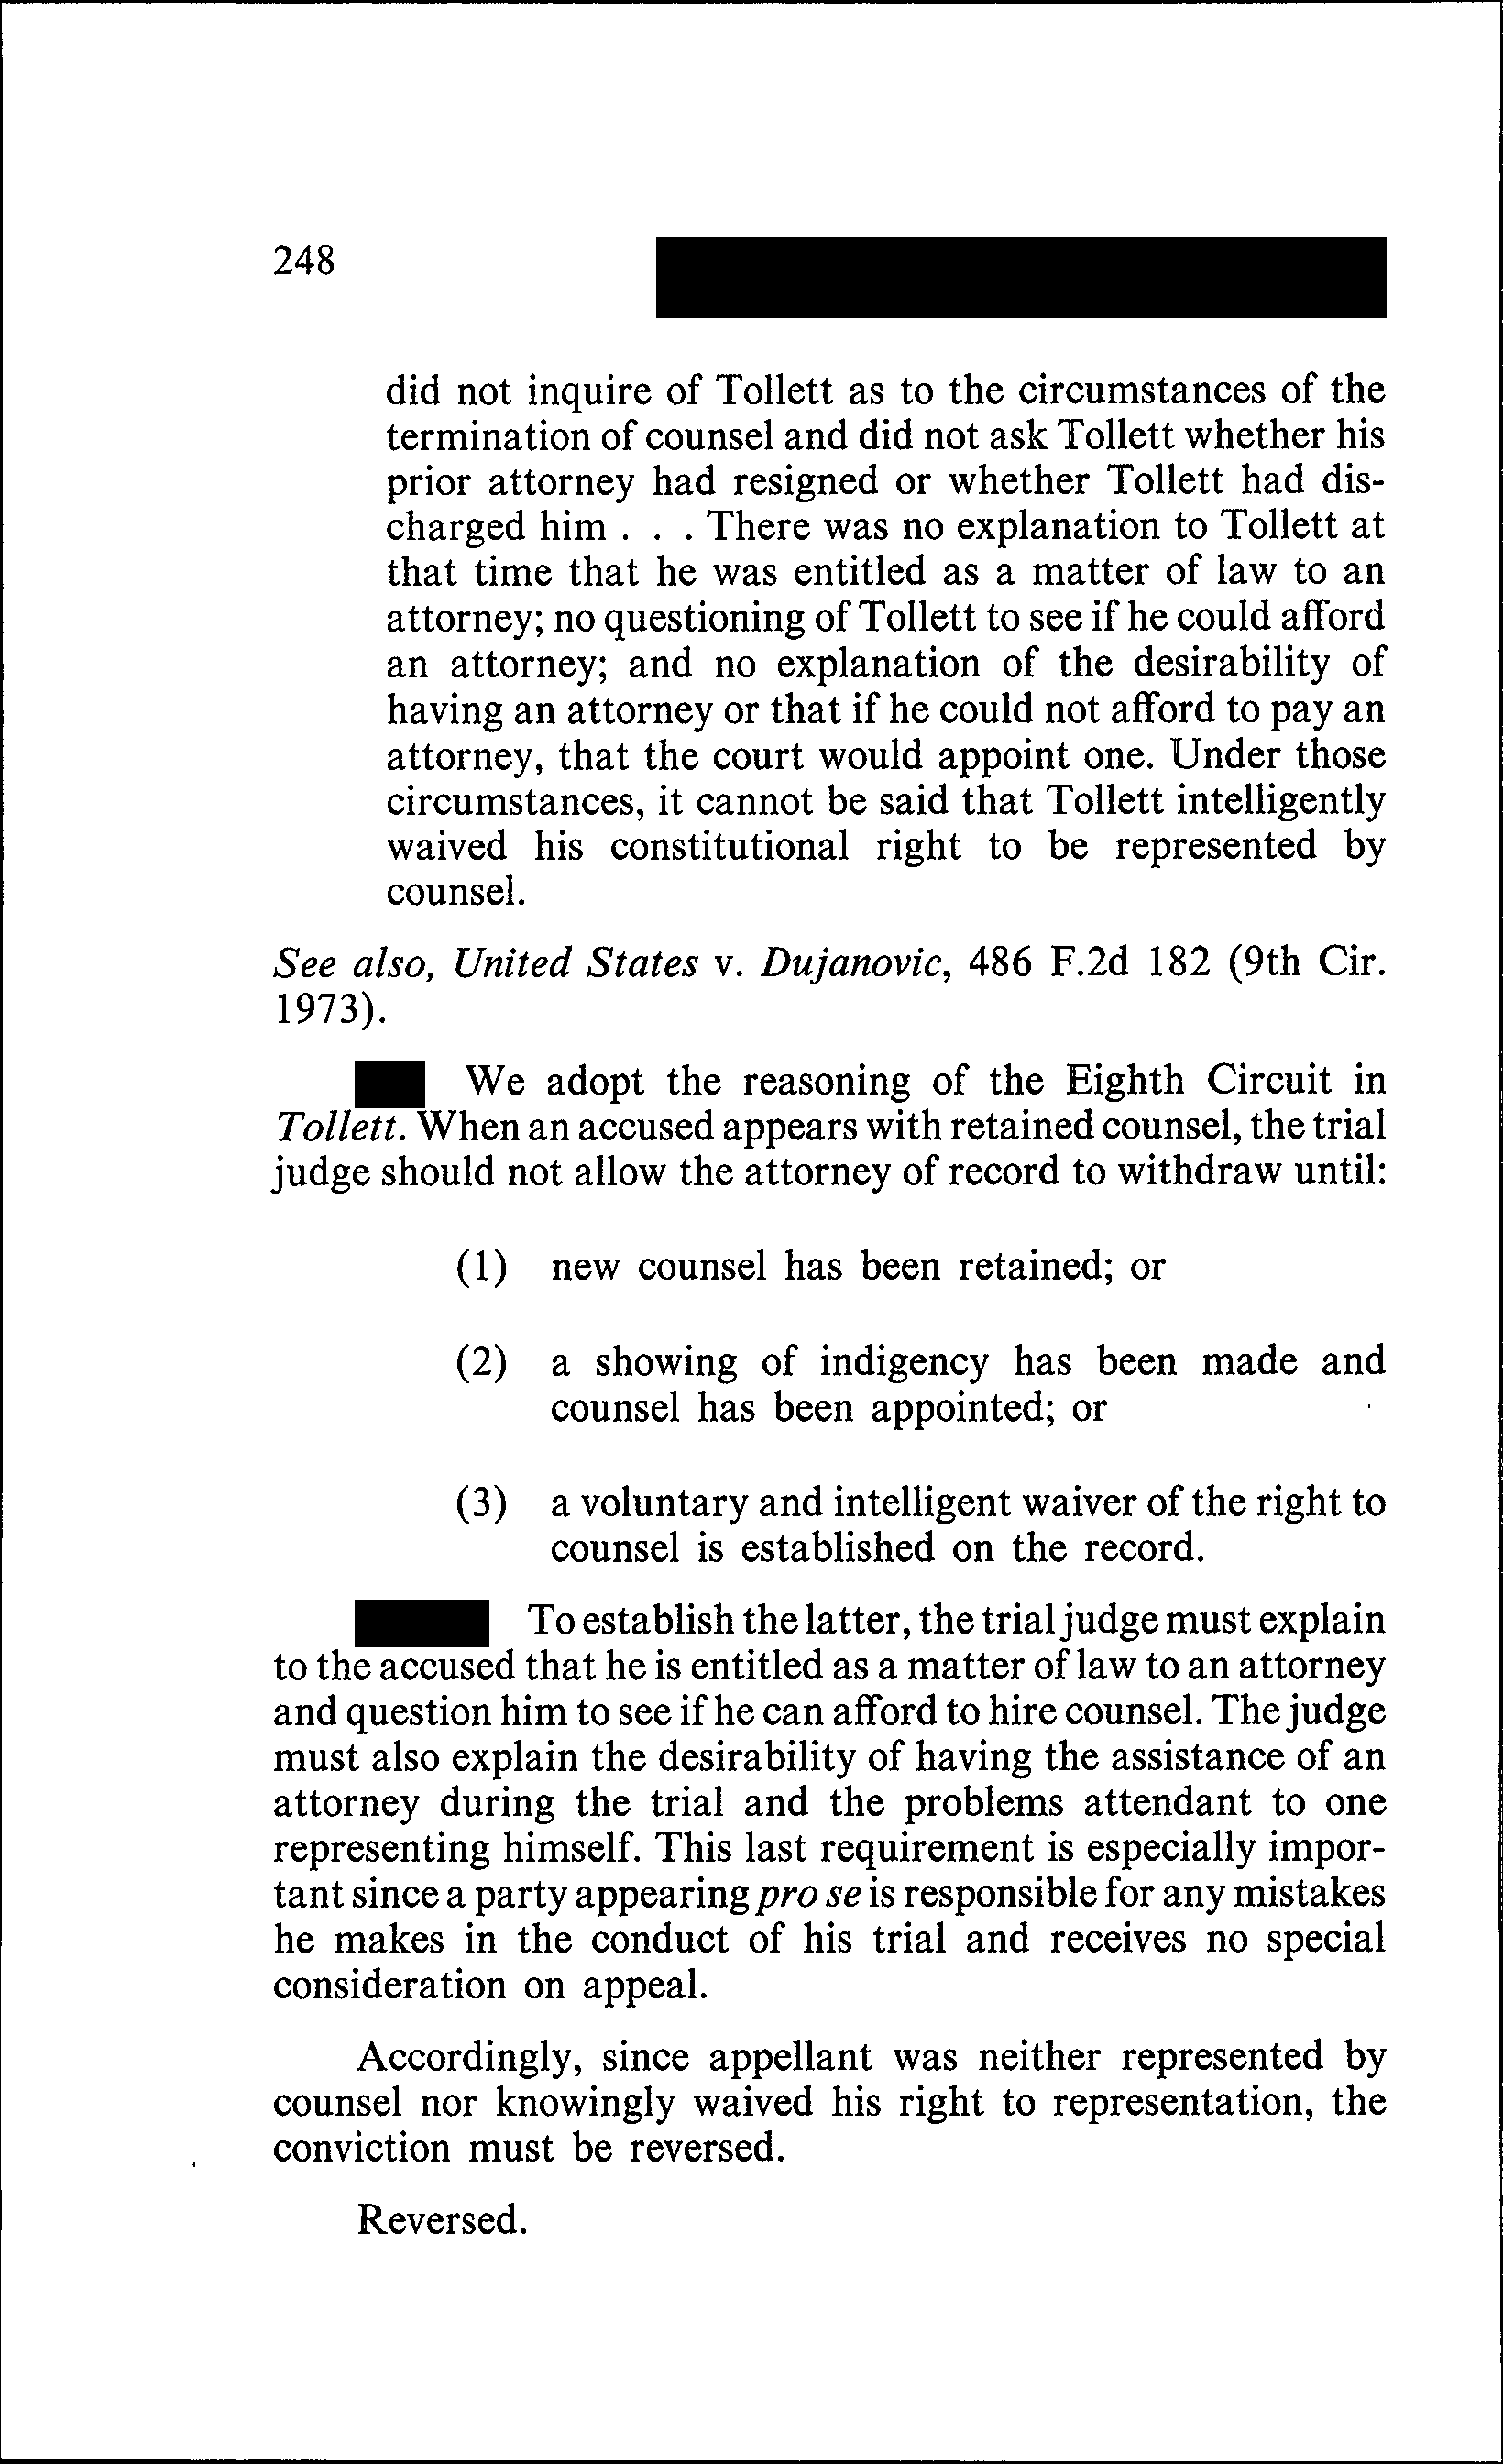 248
did not inquire of Tollett as to the circumstances of the
termination of counsel and did not ask Tollett whether his
prior attorney had resigned or whether Tollett had dis-
charged him . . . There was no explanation to Tollett at
that time that he was entitled as a matter of law to an
attorney; no questioning of Tollett to see if he could afford
an attorney; and no explanation of the desirability of
having an attorney or that if he could not afford to pay an
attorney, that the court would appoint one. Under those
circumstances, it cannot be said that Tollett intelligently
waived his constitutional right to be represented by
counsel.
See also, United States v. Dujanovic, 486 F.2d 182 (9th Cir.
1973).
We adopt the reasoning of the Eighth Circuit in
Tollett. When an accused appears with retained counsel, the trial
judge should not allow the attorney of record to withdraw until:
(1) new counsel has been retained; or
(2) a showing of indigency has been made and
counsel has been appointed; or
(3) a voluntary and intelligent waiver of the right to
counsel is established on the record.
To establish the latter, the trial judge must explain
to the accused that he is entitled as a matter of law to an attorney
and question him to see if he can afford to hire counsel. The judge
must also explain the desirability of having the assistance of an
attorney during the trial and the problems attendant to one
representing himself. This last requirement is especially impor-
tant since a party appearing pro se is responsible for any mistakes
he makes in the conduct of his trial and receives no special
consideration on appeal.
Accordingly, since appellant was neither represented by
counsel nor knowingly waived his right to representation, the
conviction must be reversed.
Reversed.